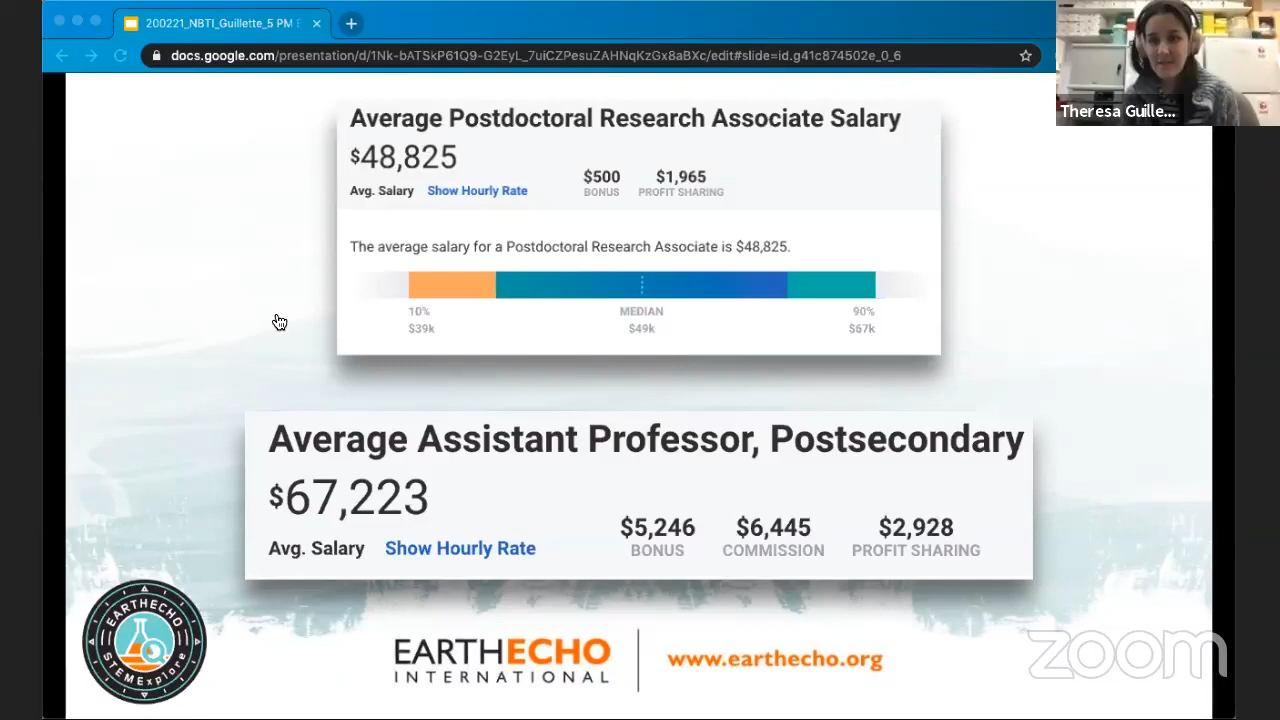 200221_NBTI_Guillette_5 PM E
docs.google.com/presentation/d/1Nk-bATSkP61Q9-G2EyL_7uiCZPesuZAHNqKzGx8aBXc/edit#slide=id.g41c874502e_0_6
Theresa Guille...
Average Postdoctoral Research Associate Salary
$48,825
$500 $1,965
Avg. Salary Show Hourly Rate BONUS PROFIT SHARING
The average salary for a Postdoctoral Research Associate is $48,825.
10% MEDIAN 90%
$39k $49k $67k
Average Assistant Professor, Postsecondary
$67,223
$5,246 $6,445 $2,928
Avg. Salary Show Hourly Rate BONUS COMMISSION PROFIT SHARING
EARTHECHO
STEMExplore
EARTHECHO
INTERNATIONAL
www.earthecho.org
zoom